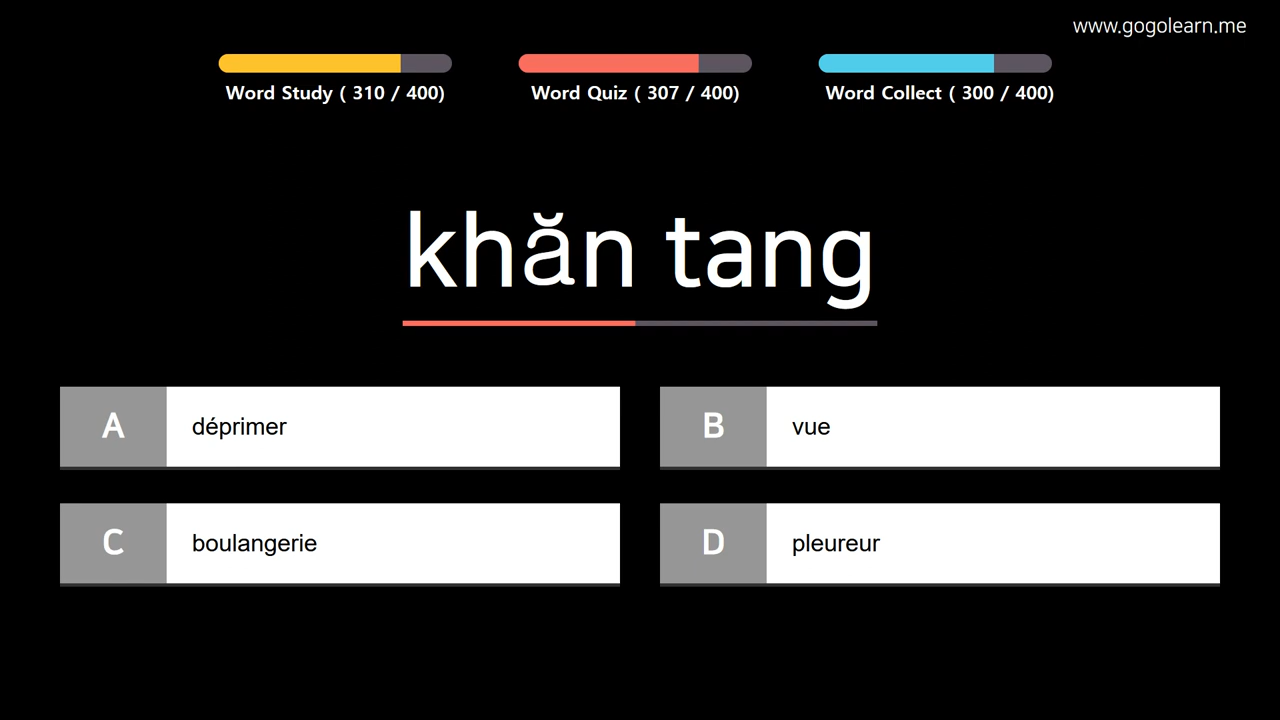 www.gogolearn.me
Word Study ( 310 / 400)
Word Quiz ( 307 / 400)
Word Collect ( 300 / 400)
khăn tang
A déprimer
B vue
C boulangerie
D pleureur